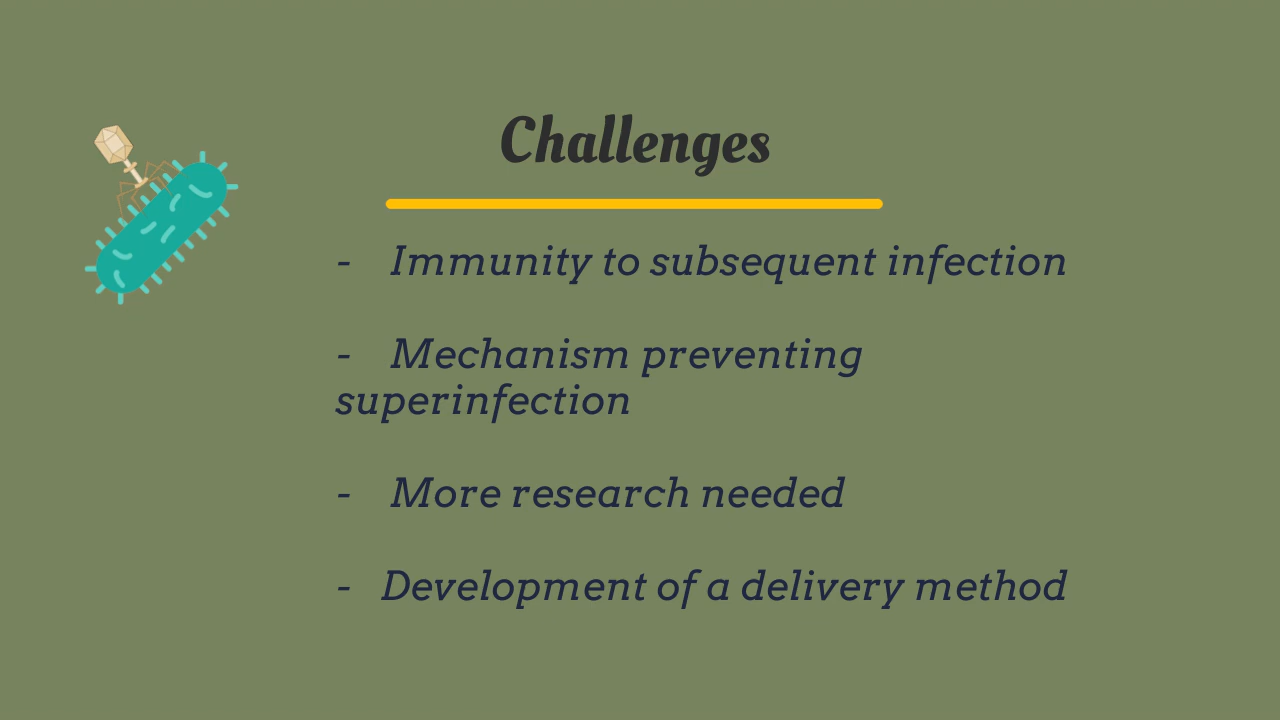 Challenges
- Immunity to subsequent infection
- Mechanism preventing
superinfection
- More research needed
- Development of a delivery method